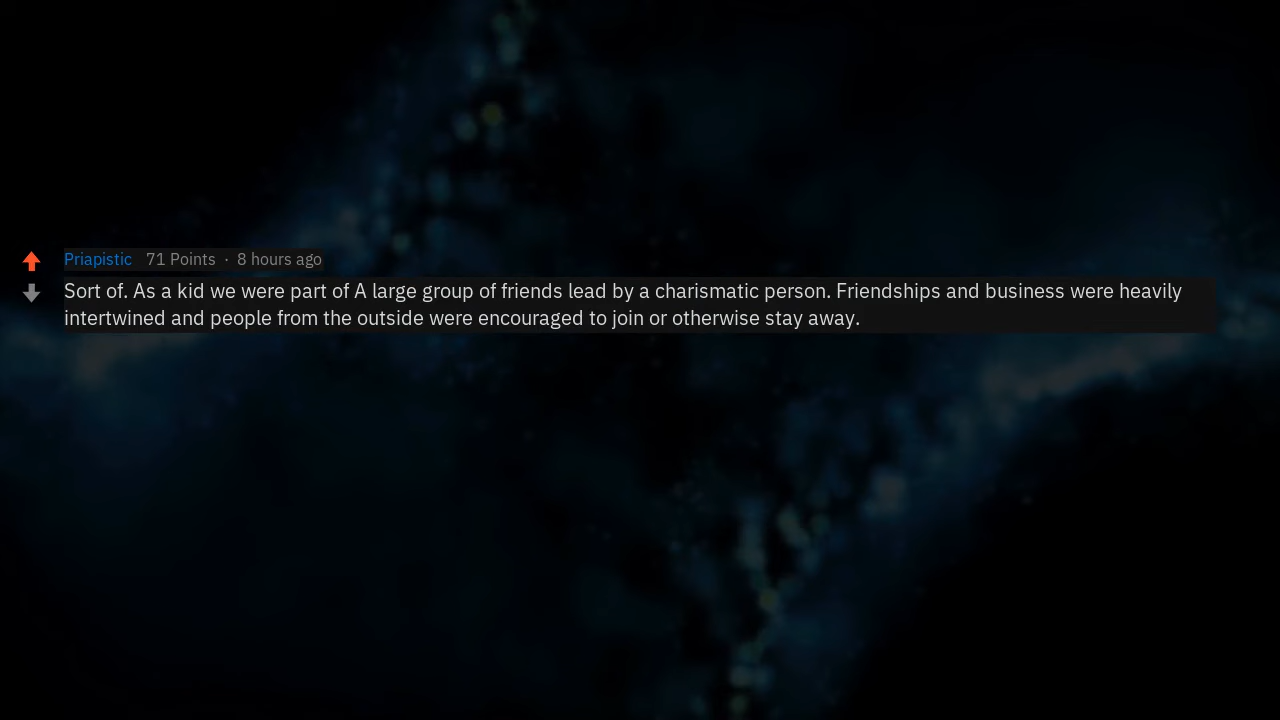 Priapistic 71 Points · 8 hours ago
Sort of. As a kid we were part of A large group of friends lead by a charismatic person. Friendships and business were heavily
intertwined and people from the outside were encouraged to join or otherwise stay away.